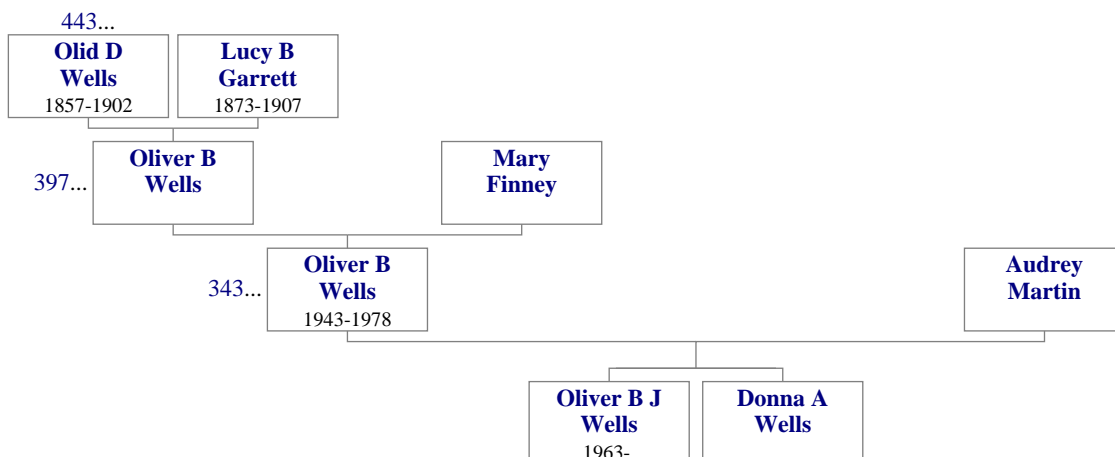 443...
Olid D
Wells
1857-1902
Lucy B
Garrett
1873-1907
397...
Oliver B
Wells
Mary
Finney
343...
Oliver B
Wells
1943-1978
Audrey
Martin
Oliver B J
Wells
1963-
Donna A
Wells